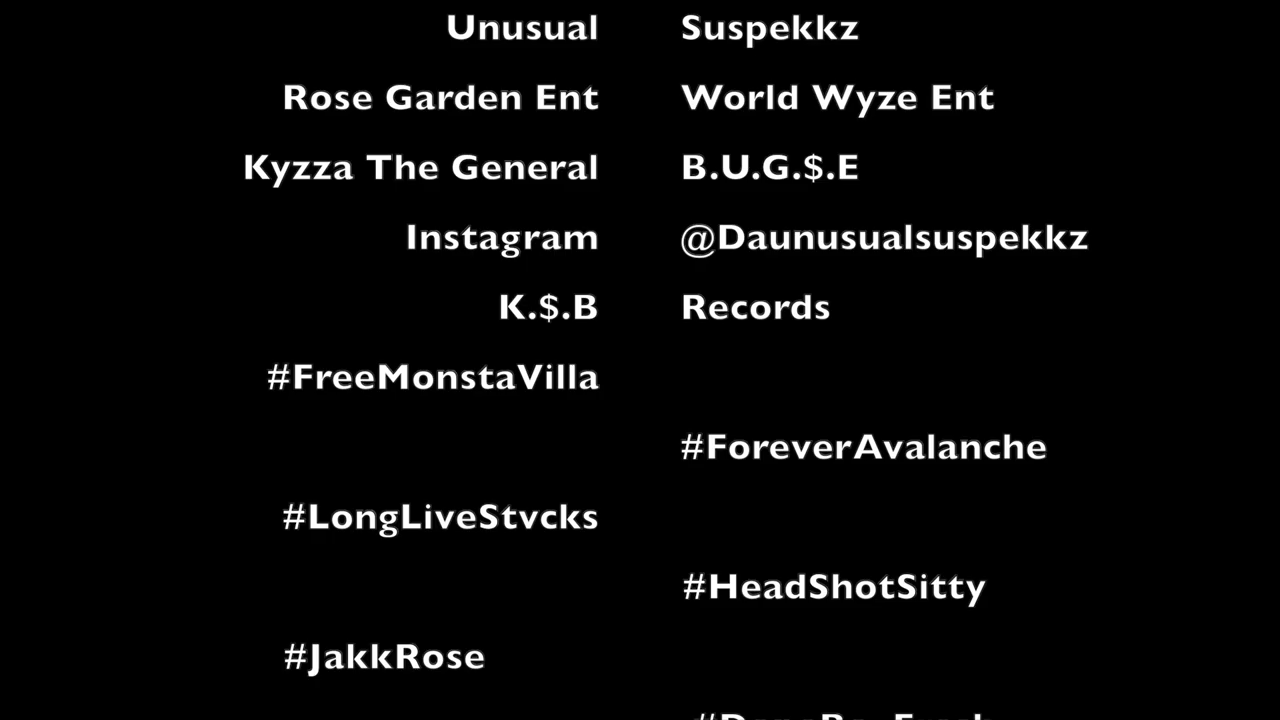 Unusual Suspekkz
Rose Garden Ent World Wyze Ent
Kyzza The General B.U.G.$.E
Instagram @Daunusualsuspekkz
K.$.B Records
#FreeMonstaVilla
#ForeverAvalanche
#LongLiveStvcks
#HeadShotSitty
#JakkRose